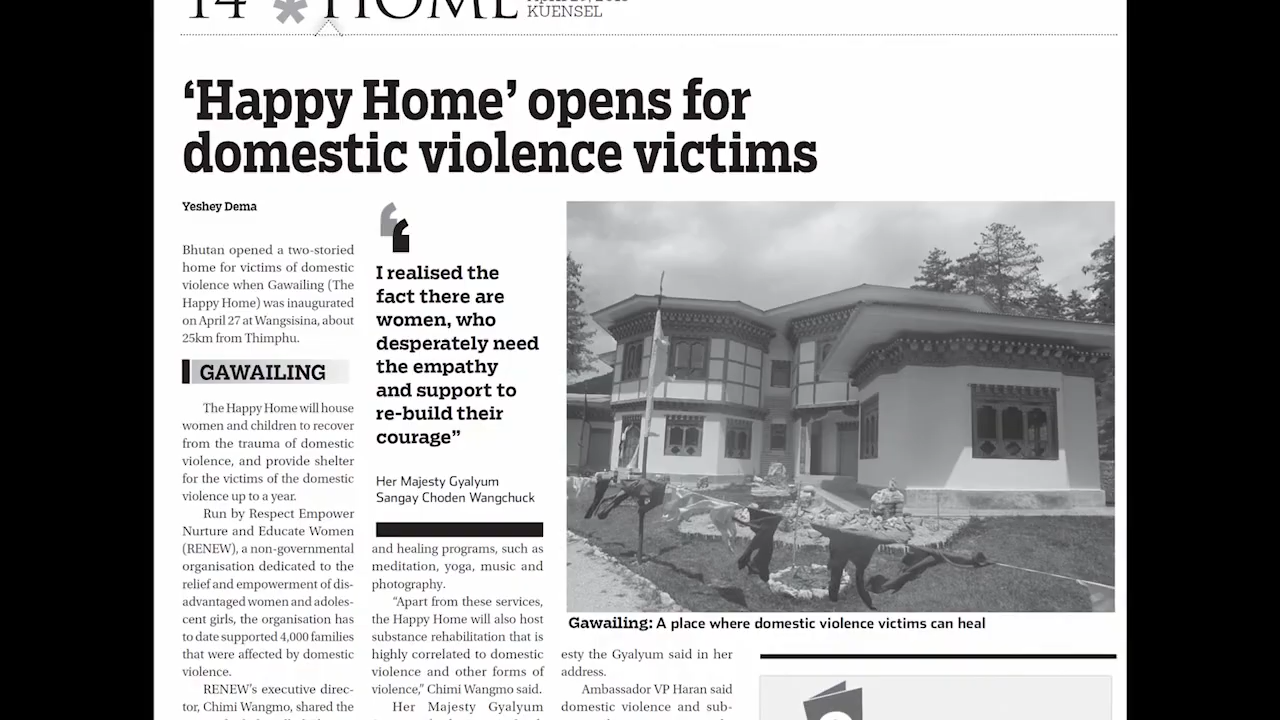 14 HOME
KUENSEL
‘Happy Home’ opens for
domestic violence victims
Yeshey Dema
Bhutan opened a two-storied
home for victims of domestic
violence when Gawailing (The
Happy Home) was inaugurated
on April 27 at Wangsisina, about
25km from Thimphu.
GAWAILING
The Happy Home will house
women and children to recover
from the trauma of domestic
violence, and provide shelter
for the victims of the domestic
violence up to a year.
Run by Respect Empower
Nurture and Educate Women
(RENEW), a non-governmental
organisation dedicated to the
relief and empowerment of dis-
advantaged women and adoles-
cent girls, the organisation has
to date supported 4,000 families
that were affected by domestic
violence.
RENEW’s executive direc-
tor, Chimi Wangmo, shared the
I realised the
fact there are
women, who
desperately need
the empathy
and support to
re-build their
courage”
Her Majesty Gyalyum
Sangay Choden Wangchuck
and healing programs, such as
meditation, yoga, music and
photography.
“Apart from these services,
the Happy Home will also host
substance rehabilitation that is
highly correlated to domestic
violence and other forms of
violence,” Chimi Wangmo said.
Her Majesty Gyalyum
Gawailing: A place where domestic violence victims can heal
esty the Gyalyum said in her
address.
Ambassador VP Haran said
domestic violence and sub-